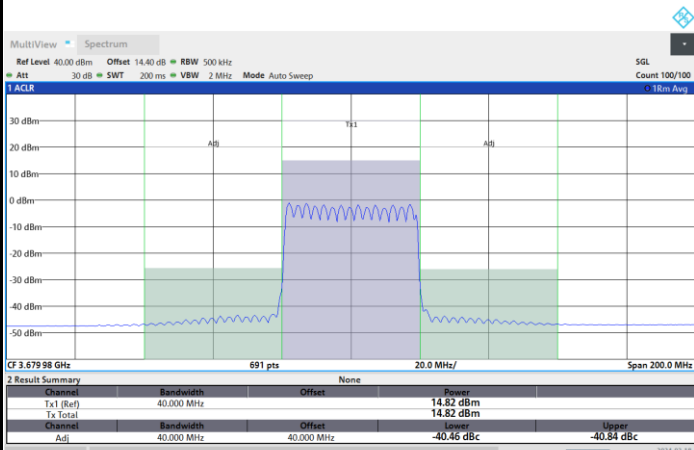 MultiView Spectrum
Ref Level 40.00 dBm Offset 14.40 dB RBW 500 kHz SGL
Att 30 dB SWT 200 ms VBW 2 MHz Mode Auto Sweep Count 100/100
1 ACLR 1Rm Avg
Tx1
30 dBm
Adj Adj
20 dBm
10 dBm
0 dBm
-10 dBm
-20 dBm
-30 dBm
-40 dBm
-50 dBm
CF 3.679 98 GHz 691 pts 20.0 MHz/ Span 200.0 MHz
2 Result Summary None
Channel Bandwidth Offset Power
Tx1 (Ref) 40.000 MHz 14.82 dBm
Tx Total 14.82 dBm
Channel Bandwidth Offset Lower Upper
Adj 40.000 MHz 40.000 MHz -40.46 dBc -40.84 dBc